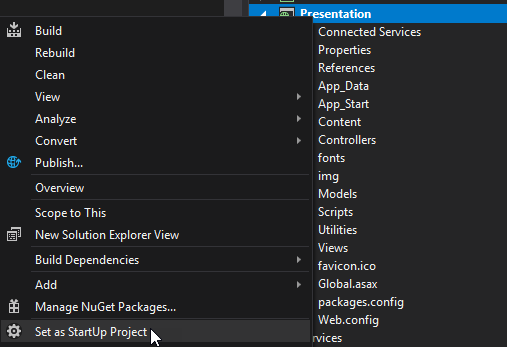 Build
Rebuild
Clean
View
Analyze
Convert
Publish...
Overview
Scope to This
New Solution Explorer View
Build Dependencies
Add
Manage NuGet Packages...
Set as StartUp Project
Presentation
Connected Services
Properties
References
App_Data
App_Start
Content
Controllers
fonts
img
Models
Scripts
Utilities
Views
favicon.ico
Global.asax
packages.config
Web.config
rvices